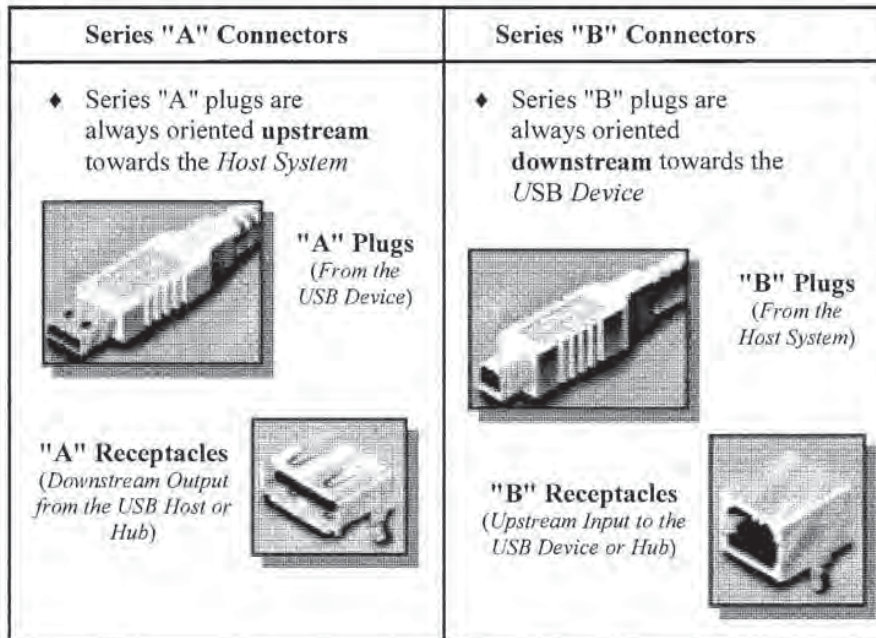 Series "A" Connectors
♦ Series "A" plugs are
always oriented upstream
towards the Host System
"A" Plugs
(From the
USB Device)
"A" Receptacles
(Downstream Output
from the USB Host or
Hub)
Series "B" Connectors
♦ Series "B" plugs are
always oriented
downstream towards the
USB Device
"B" Plugs
(From the
Host System)
"B" Receptacles
(Upstream Input to the
USB Device or Hub)